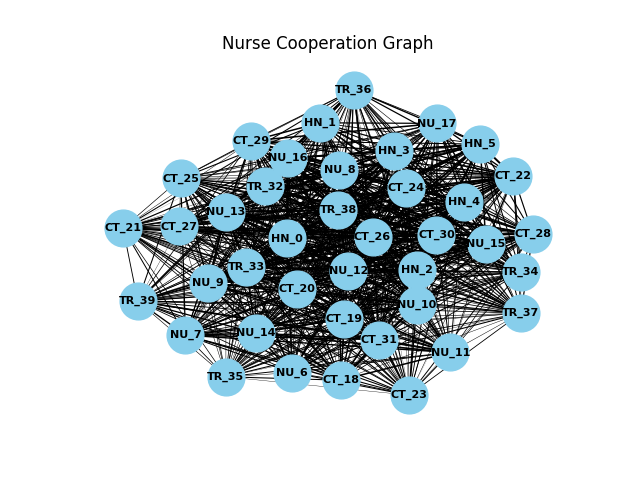 Nurse Cooperation Graph
TR_36
HN_1
NU_17
CT_29
HN_5
HN_3
NU_16
NU_8
CT_22
CT_25
TR_32
CT_24
HN_4
TR_38
NU_13
CT_27
CT_21
CT_28
CT_30
CT_26
HN_0
NU_15
TR_33
HN_2
NU_12
TR_34
NU_9
CT_20
TR_39
NU_10
TR_37
CT_19
NU_14
NU_7
CT_31
NU_11
NU_6
TR_35
CT_18
CT_23